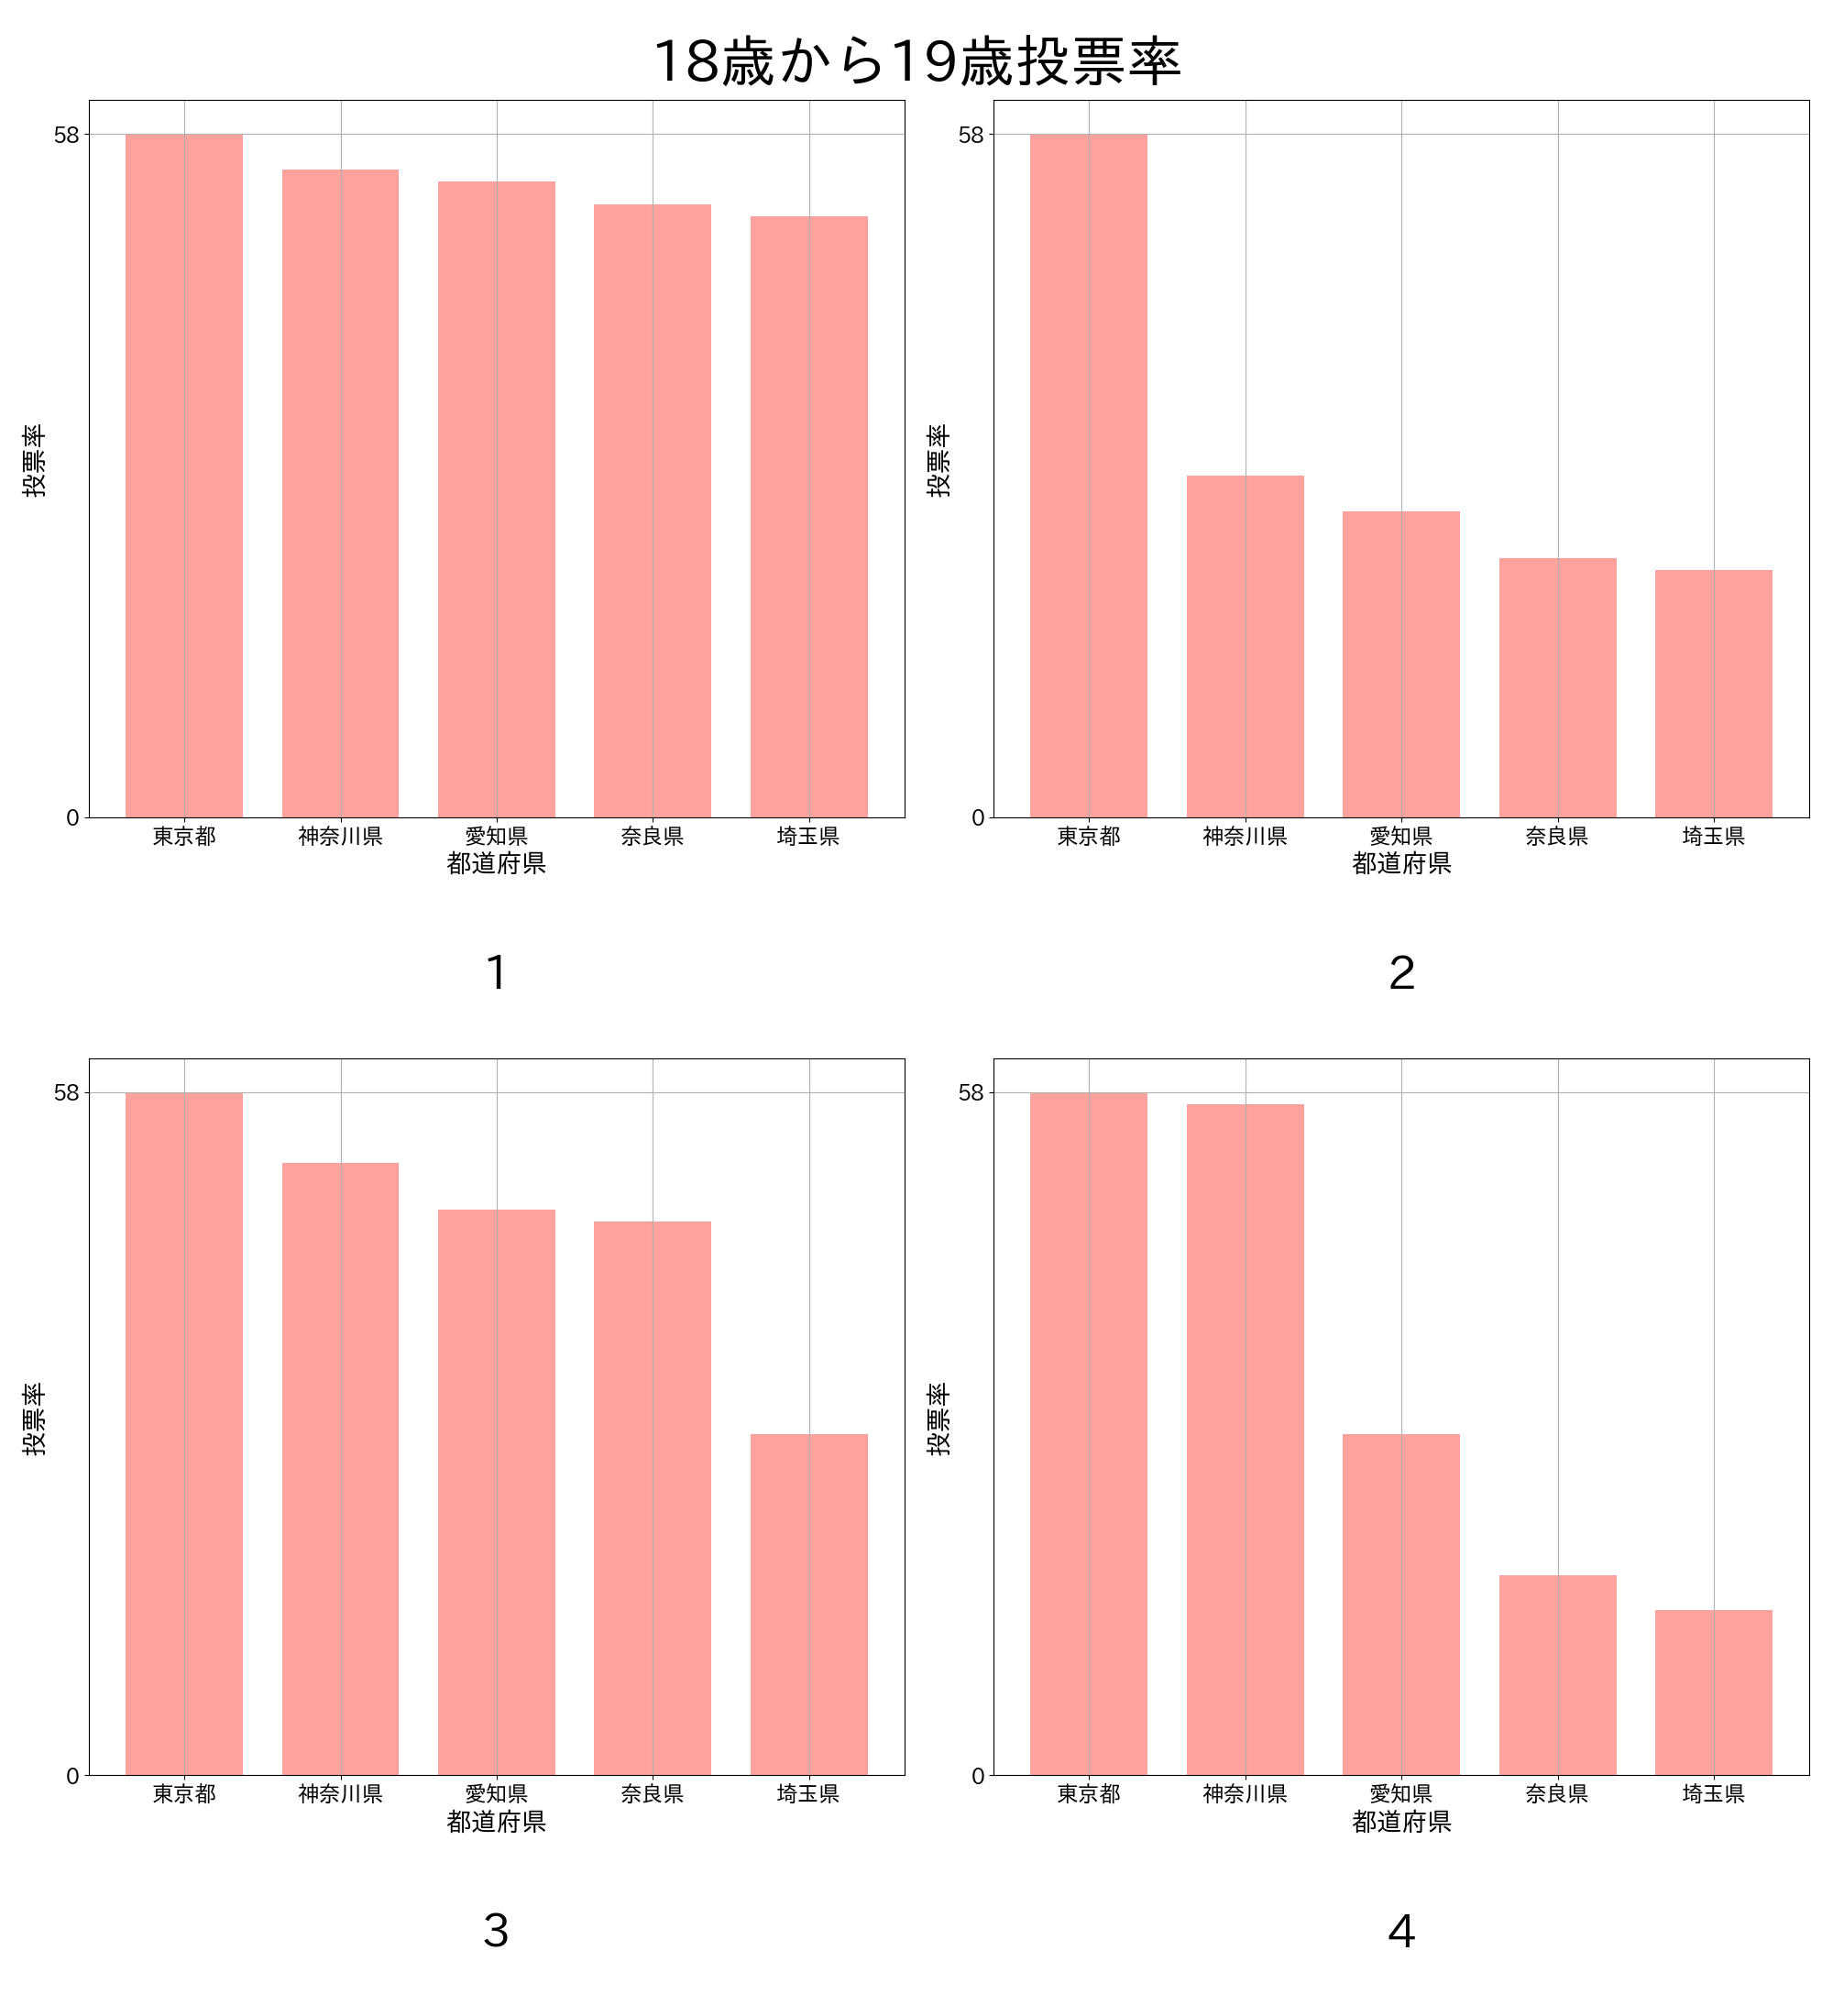 18歳から19歳投票率
58
0
投票率
東京都 神奈川県 愛知県 奈良県 埼玉県
都道府県
1
58
0
投票率
東京都 神奈川県 愛知県 奈良県 埼玉県
都道府県
2
58
0
投票率
東京都 神奈川県 愛知県 奈良県 埼玉県
都道府県
3
58
0
投票率
東京都 神奈川県 愛知県 奈良県 埼玉県
都道府県
4